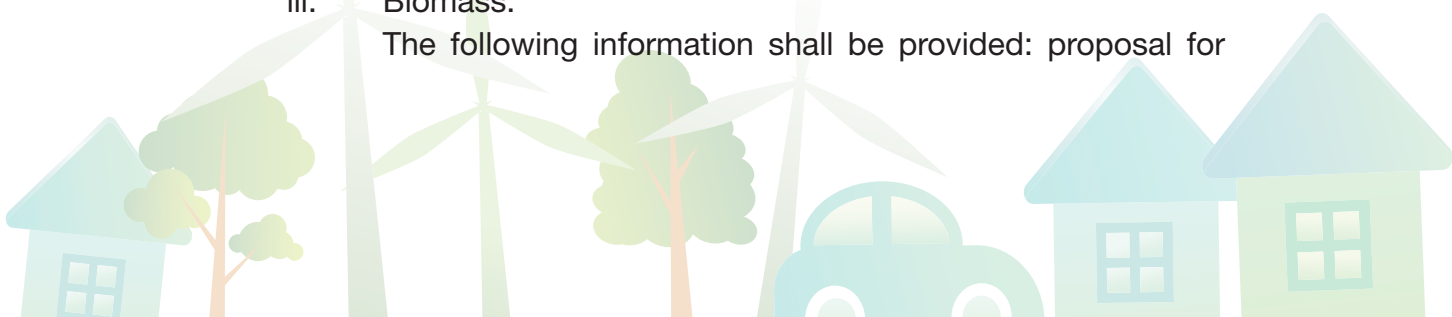 iii. Biomass.
The following information shall be provided: proposal for